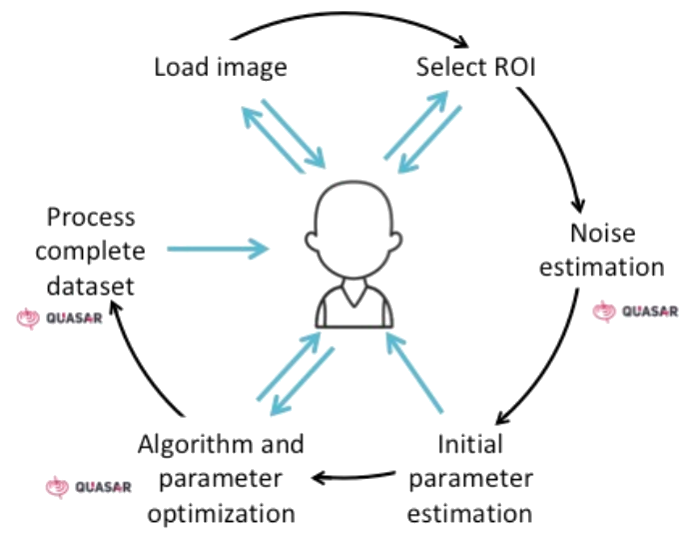 Load image
Select ROI
Noise
estimation
QUASAR
Initial
parameter
estimation
Algorithm and
parameter
optimization
QUASAR
Process
complete
dataset
QUASAR